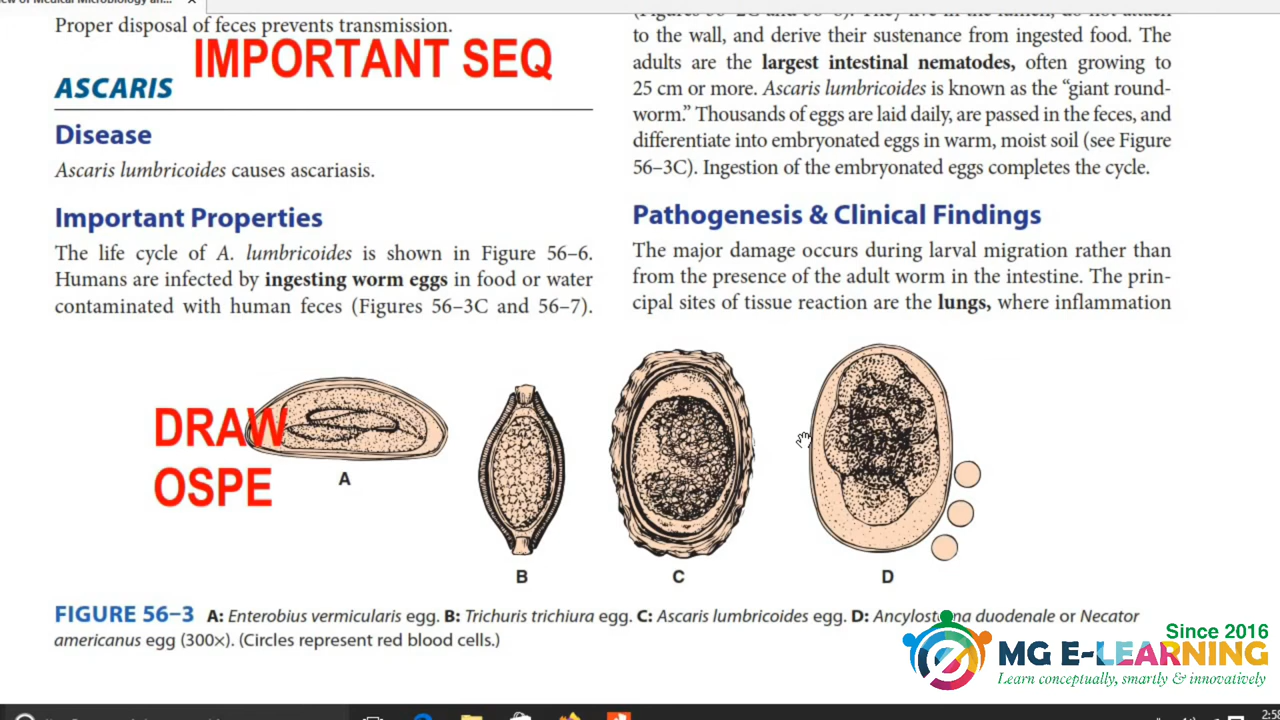 Proper disposal of feces prevents transmission.
IMPORTANT SEQ
ASCARIS
Disease
Ascaris lumbricoides causes ascariasis.
Important Properties
The life cycle of A. lumbricoides is shown in Figure 56–6.
Humans are infected by ingesting worm eggs in food or water
contaminated with human feces (Figures 56–3C and 56–7).
to the wall, and derive their sustenance from ingested food. The
adults are the largest intestinal nematodes, often growing to
25 cm or more. Ascaris lumbricoides is known as the “giant round-
worm.” Thousands of eggs are laid daily, are passed in the feces, and
differentiate into embryonated eggs in warm, moist soil (see Figure
56–3C). Ingestion of the embryonated eggs completes the cycle.
Pathogenesis & Clinical Findings
The major damage occurs during larval migration rather than
from the presence of the adult worm in the intestine. The prin-
cipal sites of tissue reaction are the lungs, where inflammation
DRAW
OSPE
A
B
C
D
FIGURE 56–3 A: Enterobius vermicularis egg. B: Trichuris trichiura egg. C: Ascaris lumbricoides egg. D: Ancylostoma duodenale or Necator
americanus egg (300×). (Circles represent red blood cells.)
Since 2016
MG E-LEARNING
Learn conceptually, smartly & innovatively